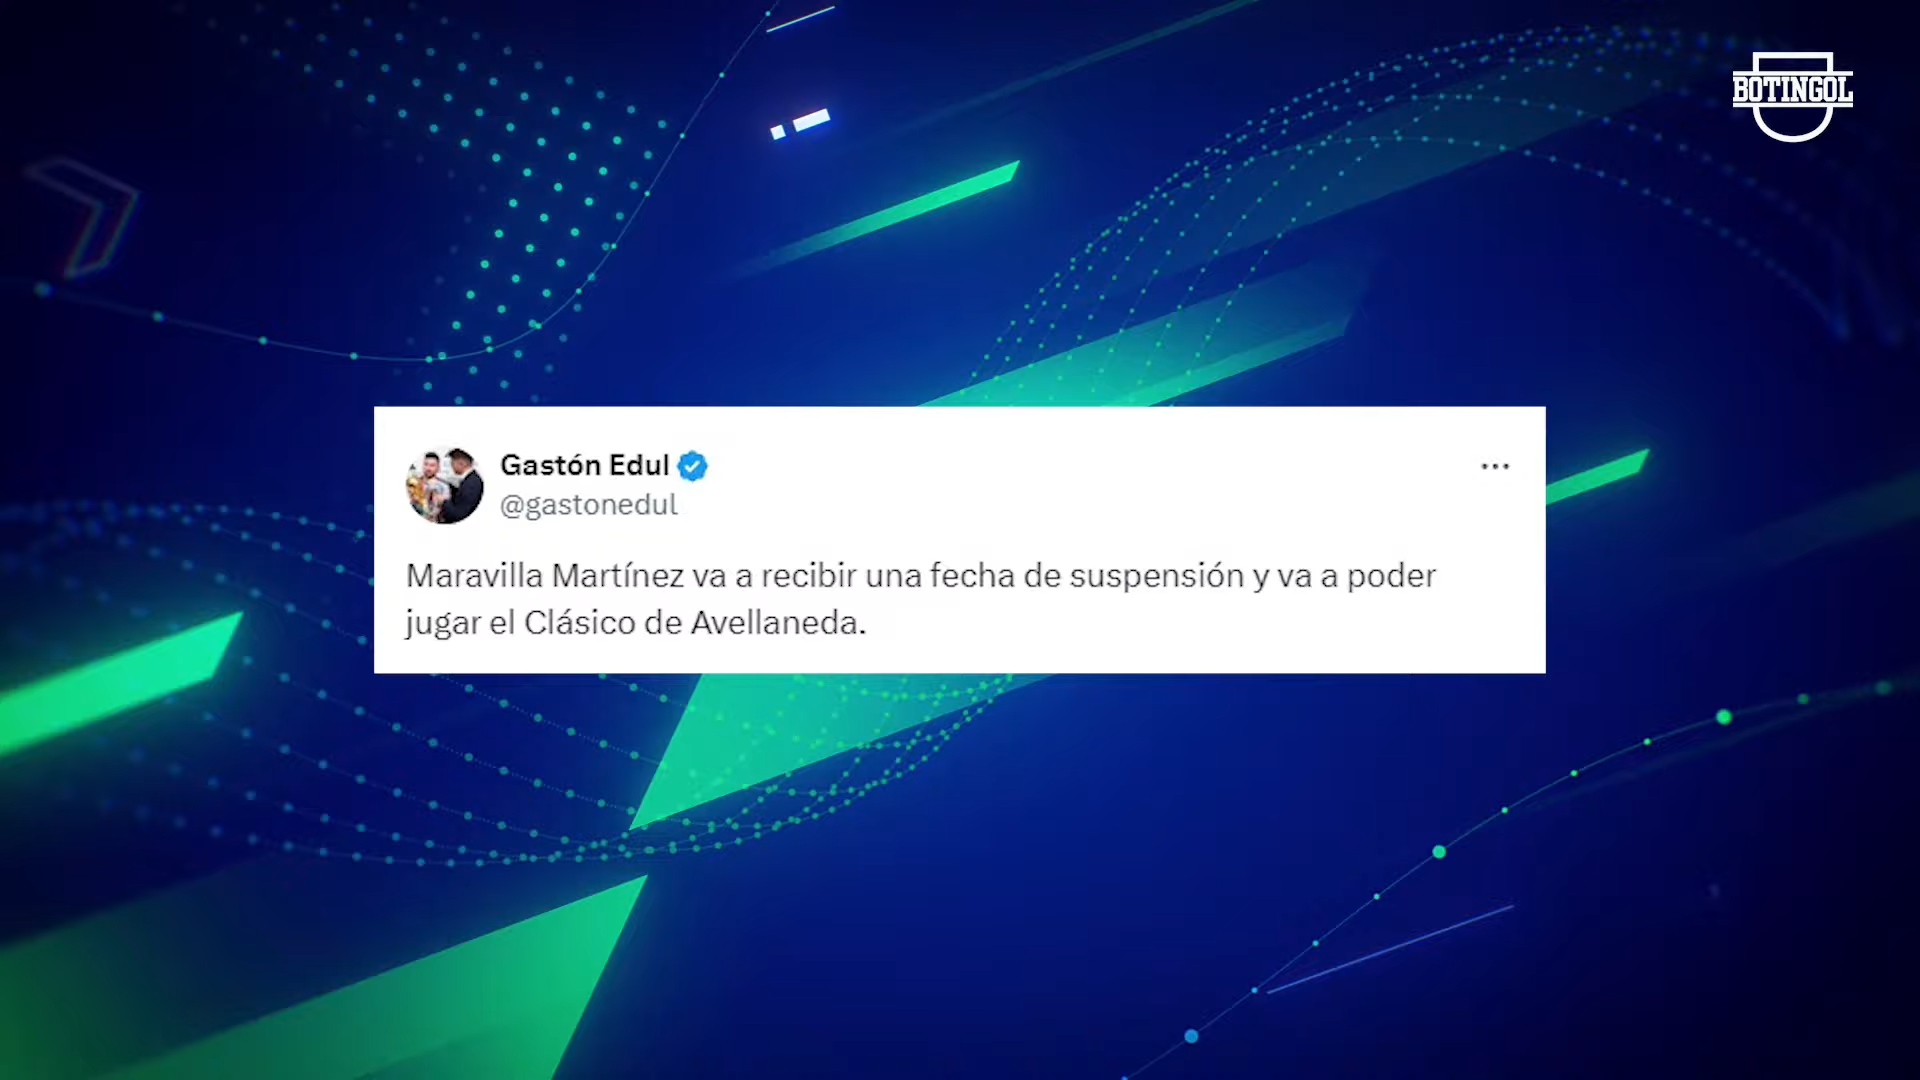 BOTINGOL
Gastón Edul
@gastonedul
Maravilla Martínez va a recibir una fecha de suspensión y va a poder
jugar el Clásico de Avellaneda.